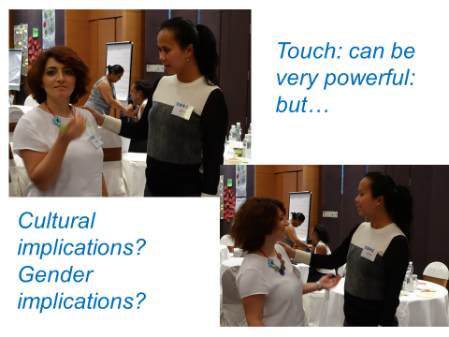 Touch: can be
very powerful:
but…
Cultural
implications?
Gender
implications?